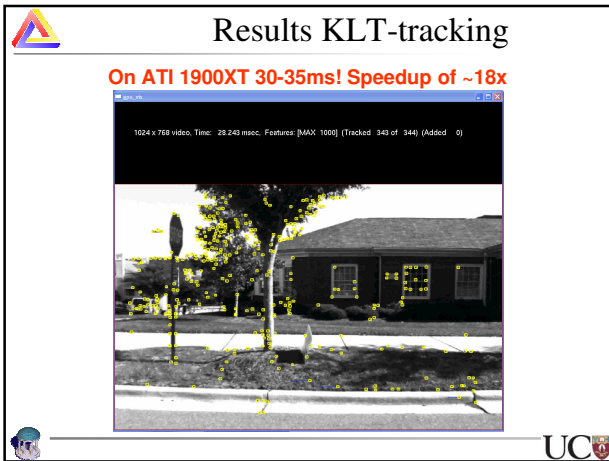 Results KLT-tracking
On ATI 1900XT 30-35ms! Speedup of ~18x
1024 x 768 video, Time: 28.243 msec, Features: [MAX 1000] (Tracked 343 of 344) (Added 0)
UC